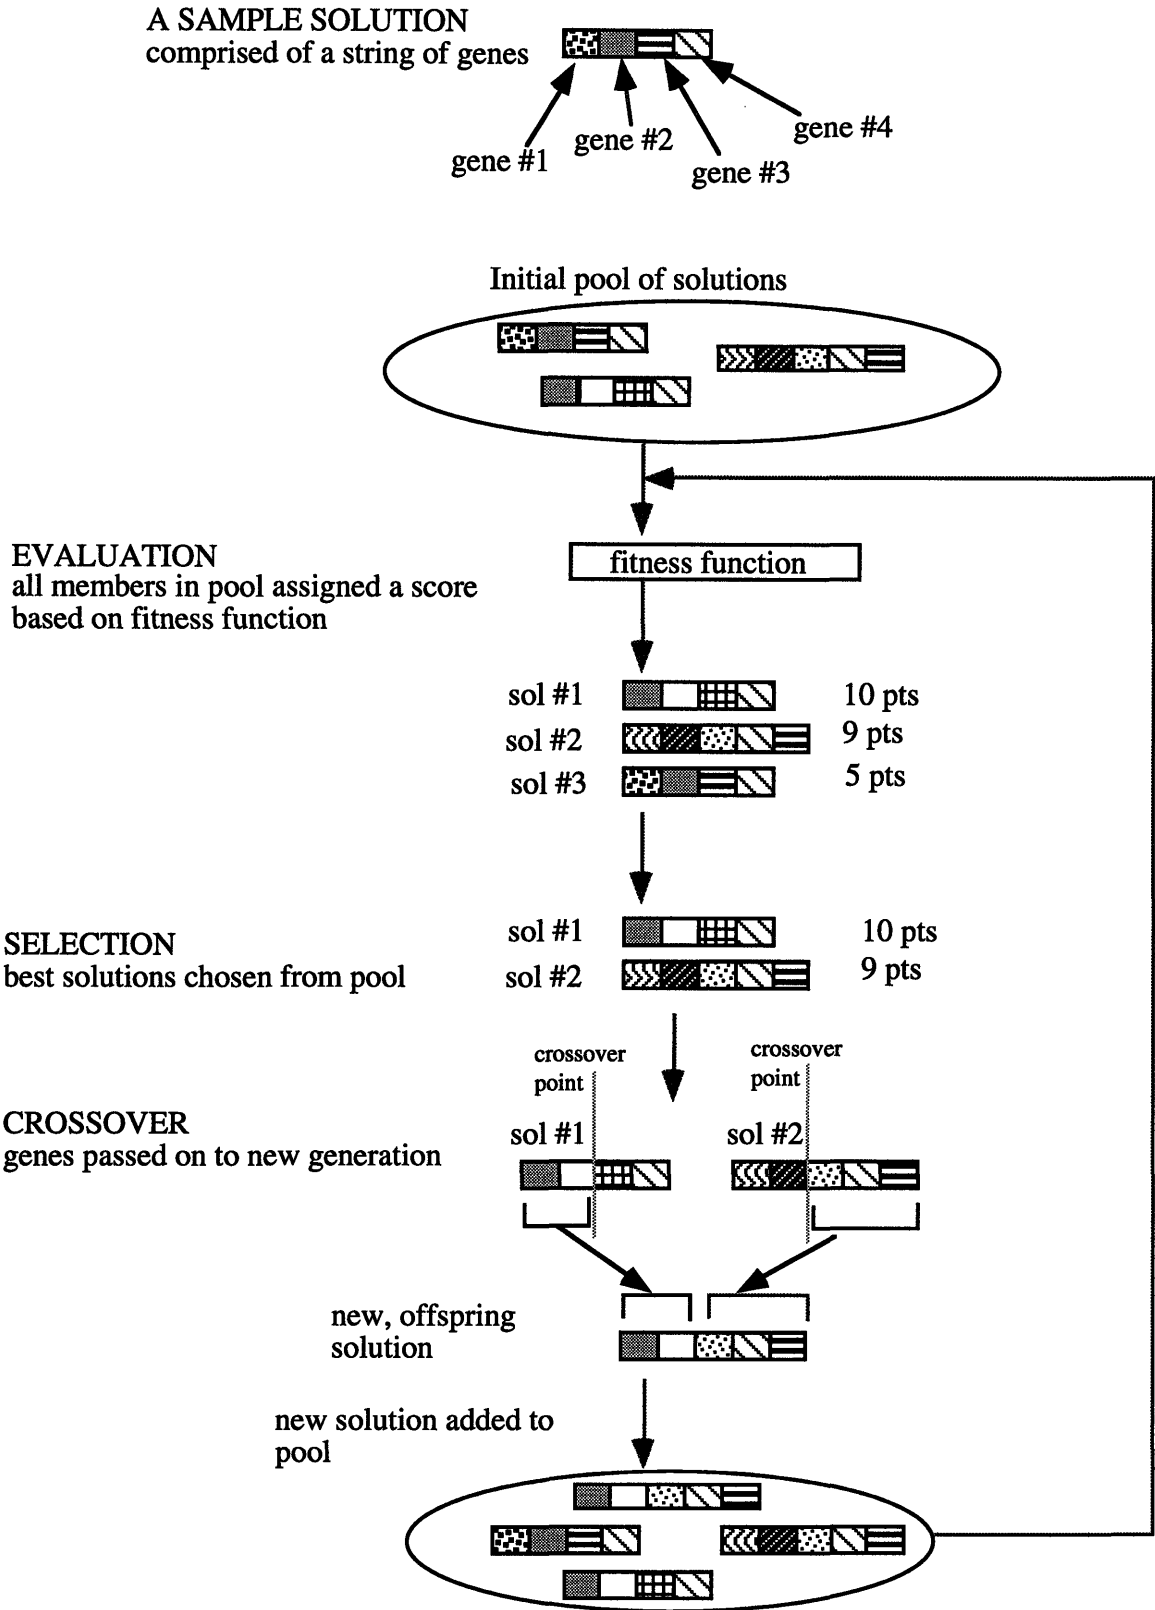 A SAMPLE SOLUTION
comprised of a string of genes
gene #1
gene #2
gene #3
gene #4
Initial pool of solutions
EVALUATION
all members in pool assigned a score
based on fitness function
fitness function
sol #1 10 pts
sol #2 9 pts
sol #3 5 pts
SELECTION
best solutions chosen from pool
sol #1 10 pts
sol #2 9 pts
crossover
point
crossover
point
CROSSOVER
genes passed on to new generation
sol #1
sol #2
new, offspring
solution
new solution added to
pool